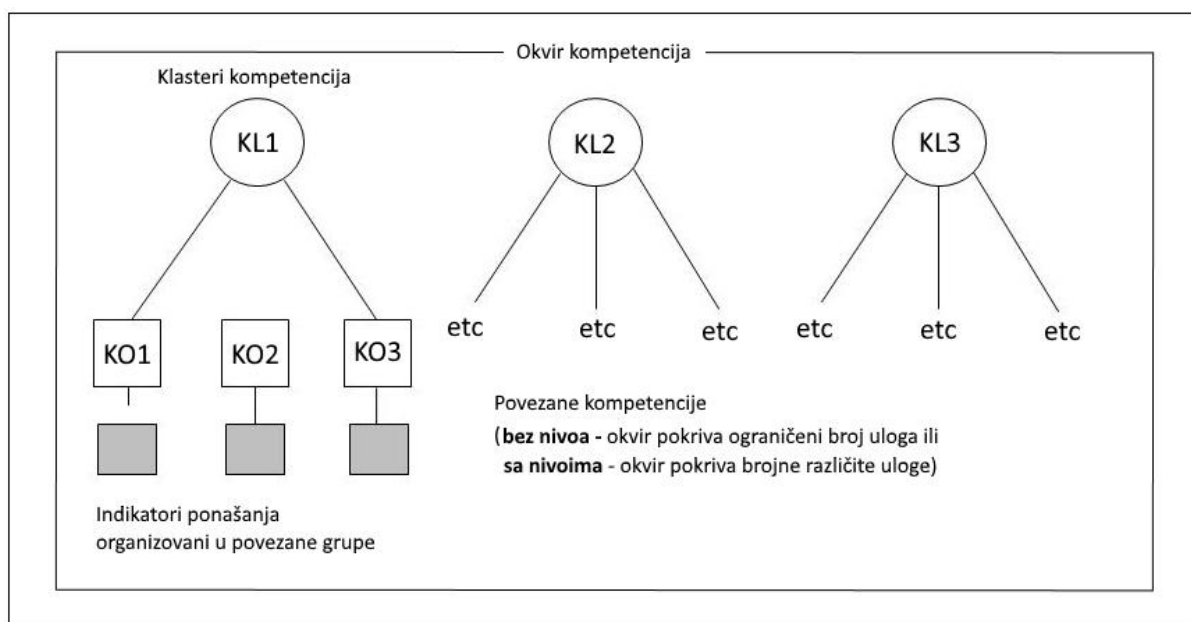 Okvir kompetencija
Klasteri kompetencija
KL1
KL2
KL3
etc
etc
etc
etc
etc
etc
KO1
KO2
KO3
Povezane kompetencije
(bez nivoa - okvir pokriva ograničeni broj uloga ili
sa nivoima - okvir pokriva brojne različite uloge)
Indikatori ponašanja
organizovani u povezane grupe